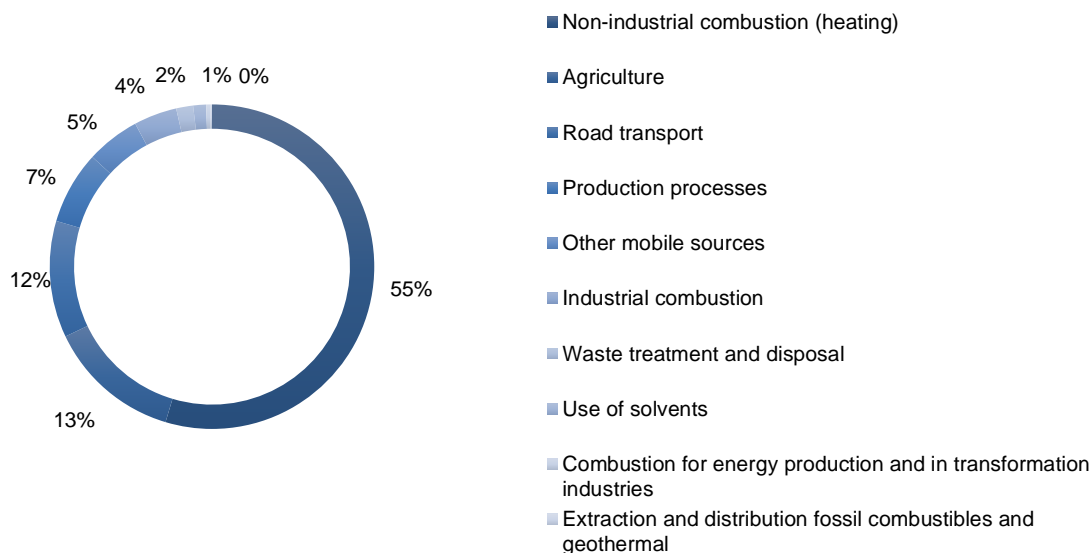 Non-industrial combustion (heating)
Agriculture
Road transport
Production processes
Other mobile sources
Industrial combustion
Waste treatment and disposal
Use of solvents
Combustion for energy production and in transformation
industries
Extraction and distribution fossil combustibles and
geothermal
55%
13%
12%
7%
5%
4%
2%
1%
0%